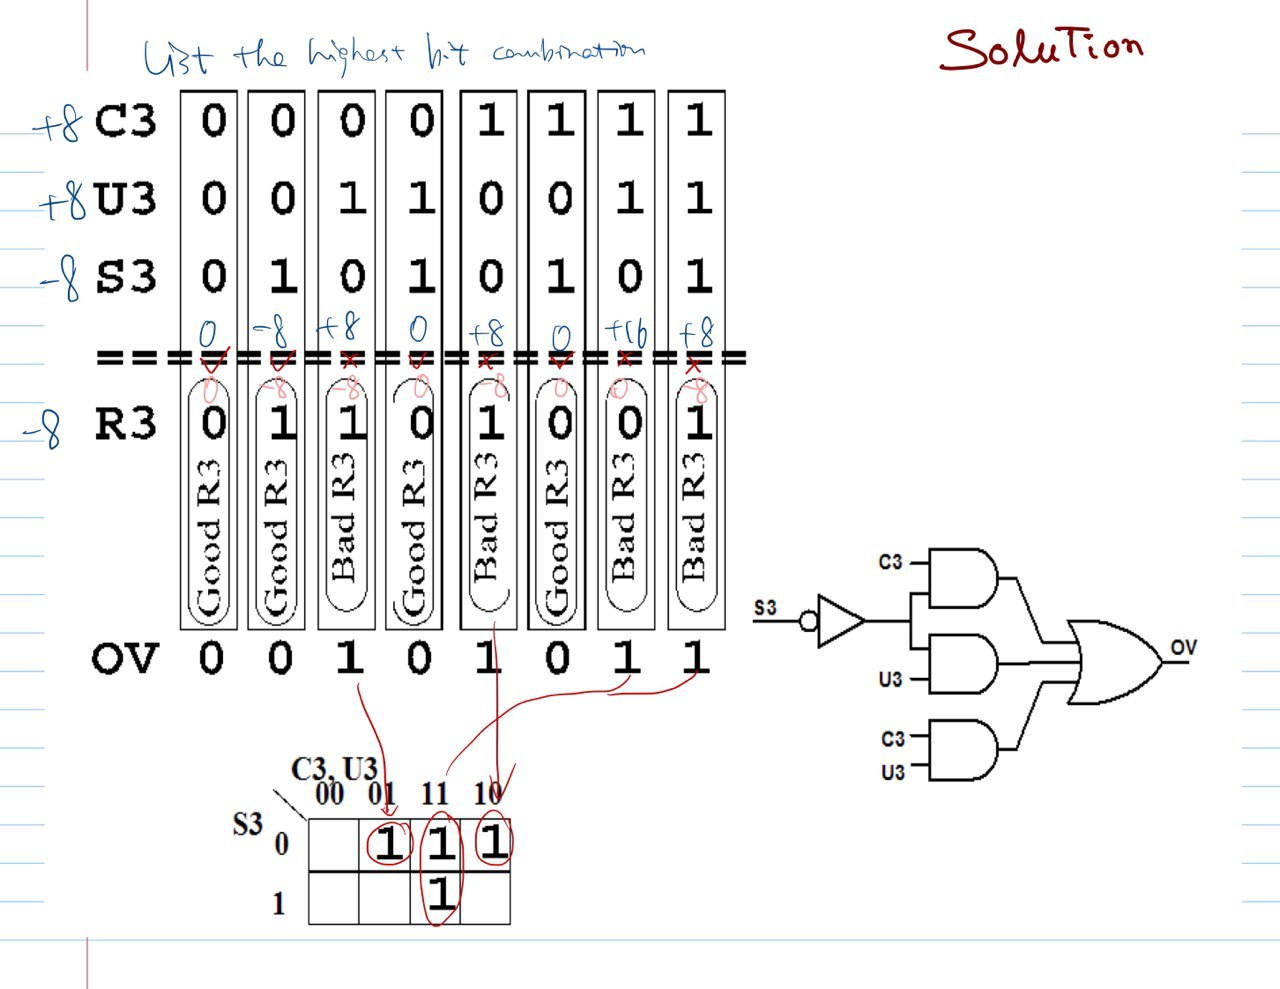 List the highest bit combination
Solution
+8 C3 0 0 0 0 1 1 1 1
+8 U3 0 0 1 1 0 0 1 1
-8 S3 0 1 0 1 0 1 0 1
0 -8 +8 0 +8 0 +16 +8
== == == == == == == == ==
0 -8 -8 0 -8 0 0 -8
-8 R3 0 1 1 0 1 0 0 1
Good R3 Good R3 Bad R3 Good R3 Bad R3 Good R3 Bad R3 Bad R3
OV 0 0 1 0 1 0 1 1
C3, U3
00 01 11 10
S3
0 1 1 1
1 1
C3
S3
U3
OV
C3
U3